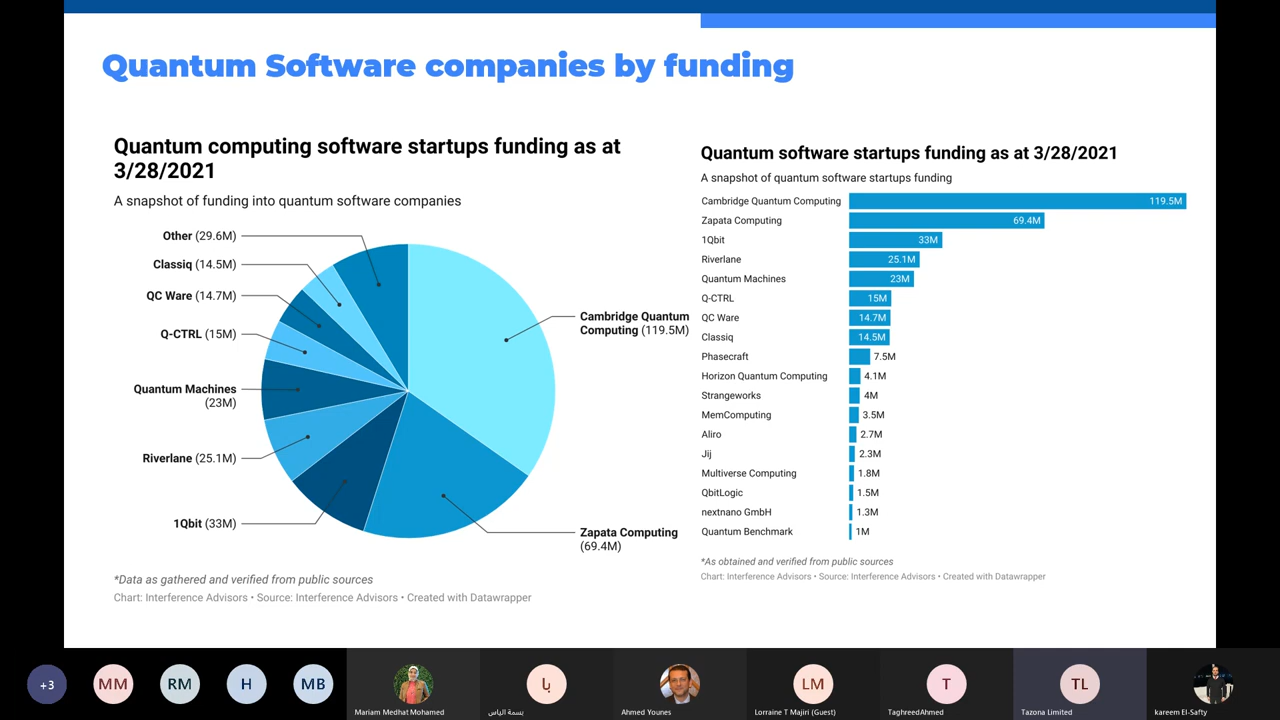 Quantum Software companies by funding
Quantum computing software startups funding as at
3/28/2021
A snapshot of funding into quantum software companies
Other (29.6M)
Classiq (14.5M)
QC Ware (14.7M)
Q-CTRL (15M)
Quantum Machines
(23M)
Riverlane (25.1M)
1Qbit (33M)
Cambridge Quantum
Computing (119.5M)
Zapata Computing
(69.4M)
*Data as gathered and verified from public sources
Chart: Interference Advisors • Source: Interference Advisors • Created with Datawrapper
Quantum software startups funding as at 3/28/2021
A snapshot of quantum software startups funding
Cambridge Quantum Computing 119.5M
Zapata Computing 69.4M
1Qbit 33M
Riverlane 25.1M
Quantum Machines 23M
Q-CTRL 15M
QC Ware 14.7M
Classiq 14.5M
Phasecraft 7.5M
Horizon Quantum Computing 4.1M
Strangeworks 4M
MemComputing 3.5M
Aliro 2.7M
Jij 2.3M
Multiverse Computing 1.8M
QbitLogic 1.5M
nextnano GmbH 1.3M
Quantum Benchmark 1M
*As obtained and verified from public sources
Chart: Interference Advisors • Source: Interference Advisors • Created with Datawrapper
+3
MM
RM
H
MB
Mariam Medhat Mohamed
با
بسمة الياس
Ahmed Younes
LM
Lorraine T Majiri (Guest)
T
TaghreedAhmed
TL
Tazona Limited
kareem El-Safty